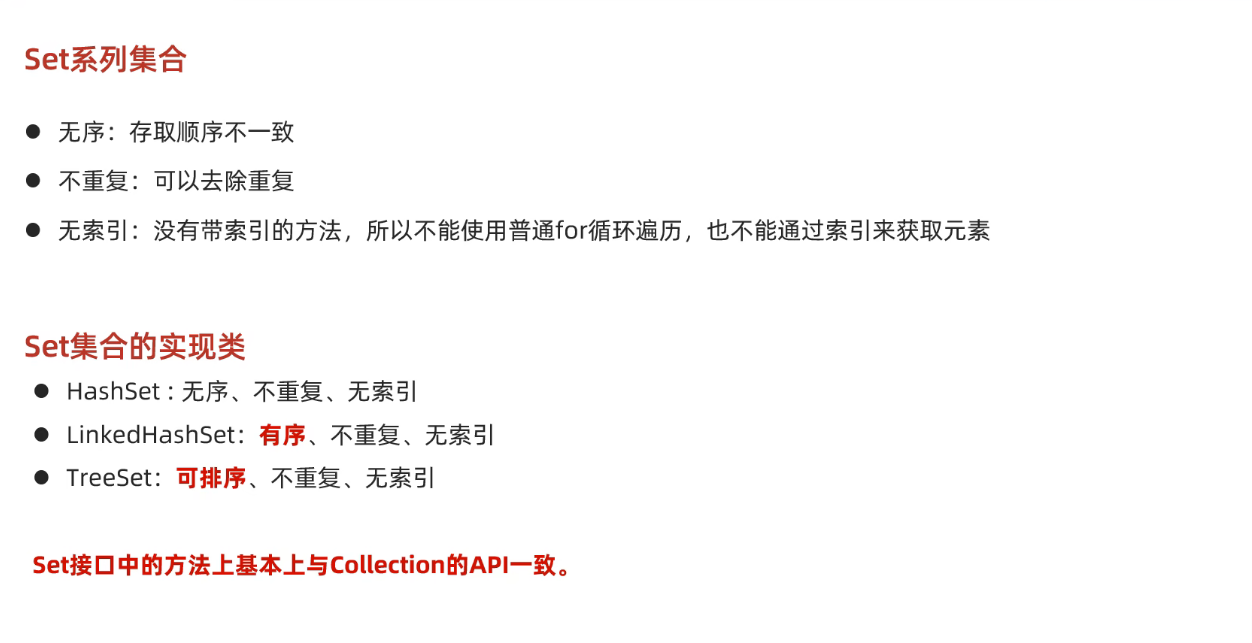 Set系列集合
● 无序：存取顺序不一致
● 不重复：可以去除重复
● 无索引：没有带索引的方法，所以不能使用普通for循环遍历，也不能通过索引来获取元素
Set集合的实现类
● HashSet : 无序、不重复、无索引
● LinkedHashSet：有序、不重复、无索引
● TreeSet：可排序、不重复、无索引
Set接口中的方法上基本上与Collection的API一致。